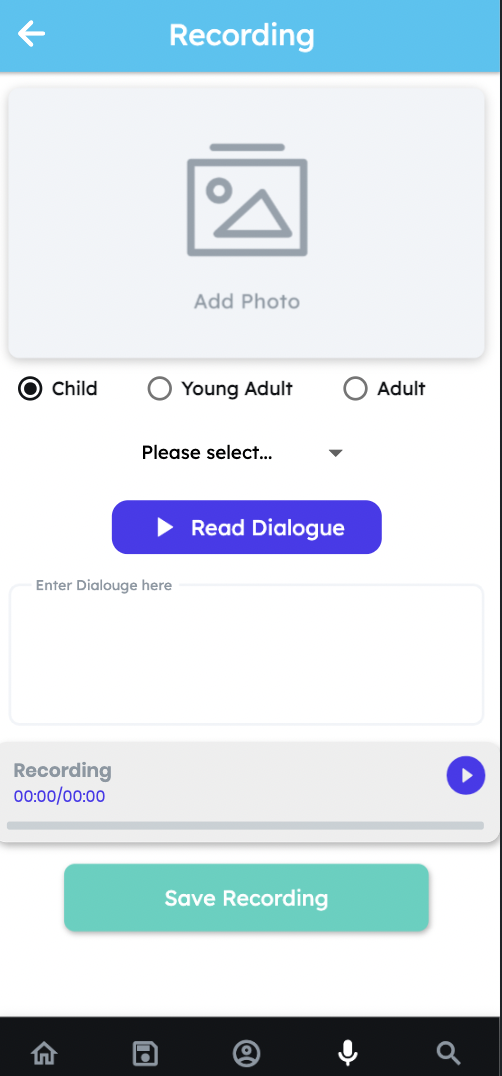 Recording
Add Photo
Child Young Adult Adult
Please select...
Read Dialogue
Enter Dialouge here
Recording
00:00/00:00
Save Recording